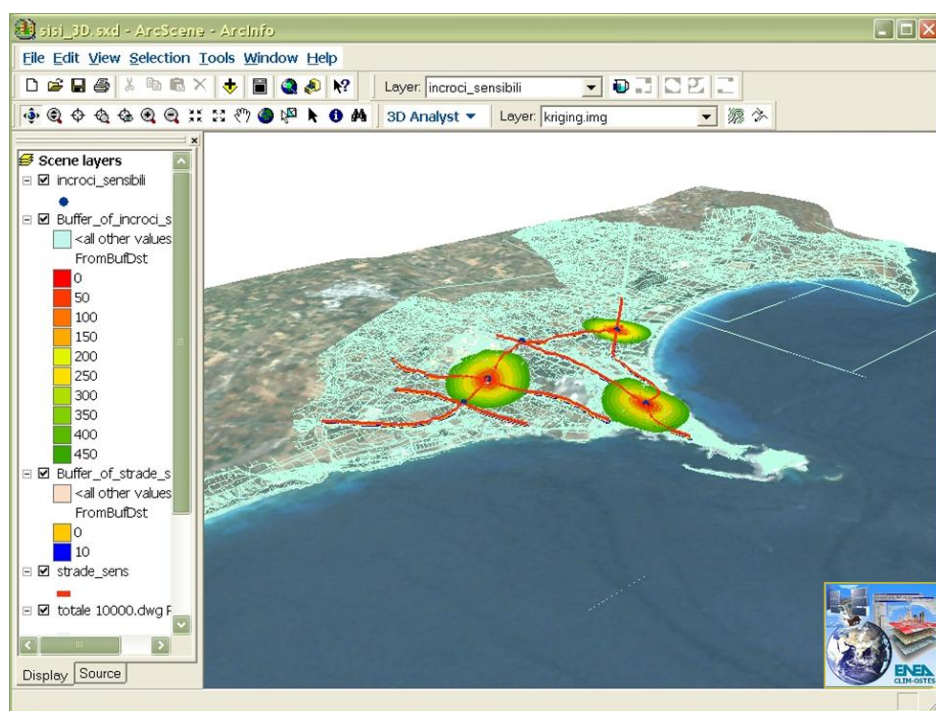 sisi_3D.sxd - ArcScene - ArcInfo
File Edit View Selection Tools Window Help
Layer: incroci_sensibili
3D Analyst Layer: kriging.img
Scene layers
incroci_sensibili
Buffer_of_incroci_s
<all other values
FromBufDst
0
50
100
150
200
250
300
350
400
450
Buffer_of_strade_s
<all other values
FromBufDst
0
10
strade_sens
totale 10000.dwg P
Display Source
ENEA
CLIM-OSTES